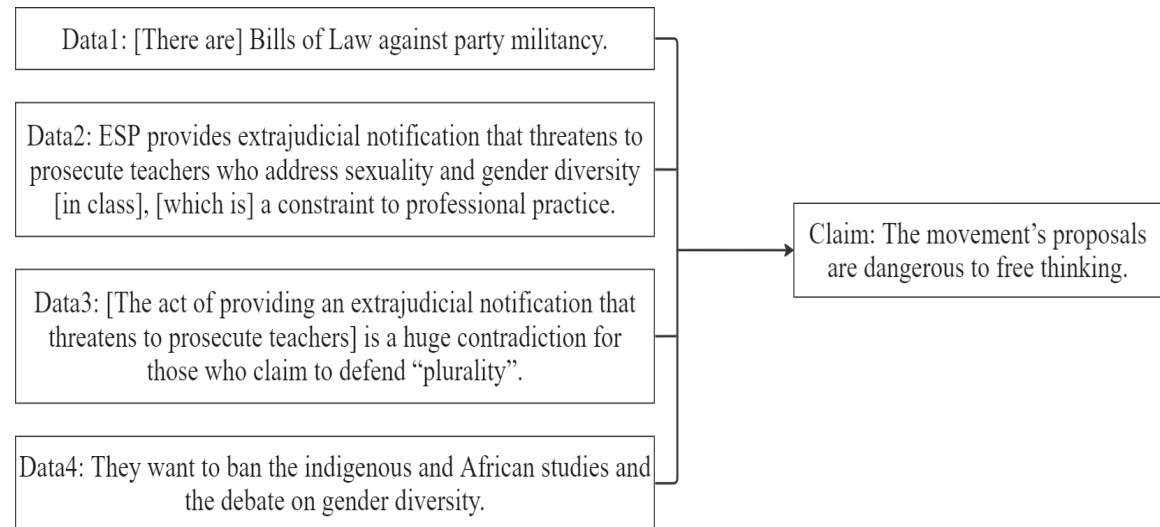 Data1: [There are] Bills of Law against party militancy.
Data2: ESP provides extrajudicial notification that threatens to
prosecute teachers who address sexuality and gender diversity
[in class], [which is] a constraint to professional practice.
Data3: [The act of providing an extrajudicial notification that
threatens to prosecute teachers] is a huge contradiction for
those who claim to defend “plurality”.
Data4: They want to ban the indigenous and African studies and
the debate on gender diversity.
Claim: The movement’s proposals
are dangerous to free thinking.